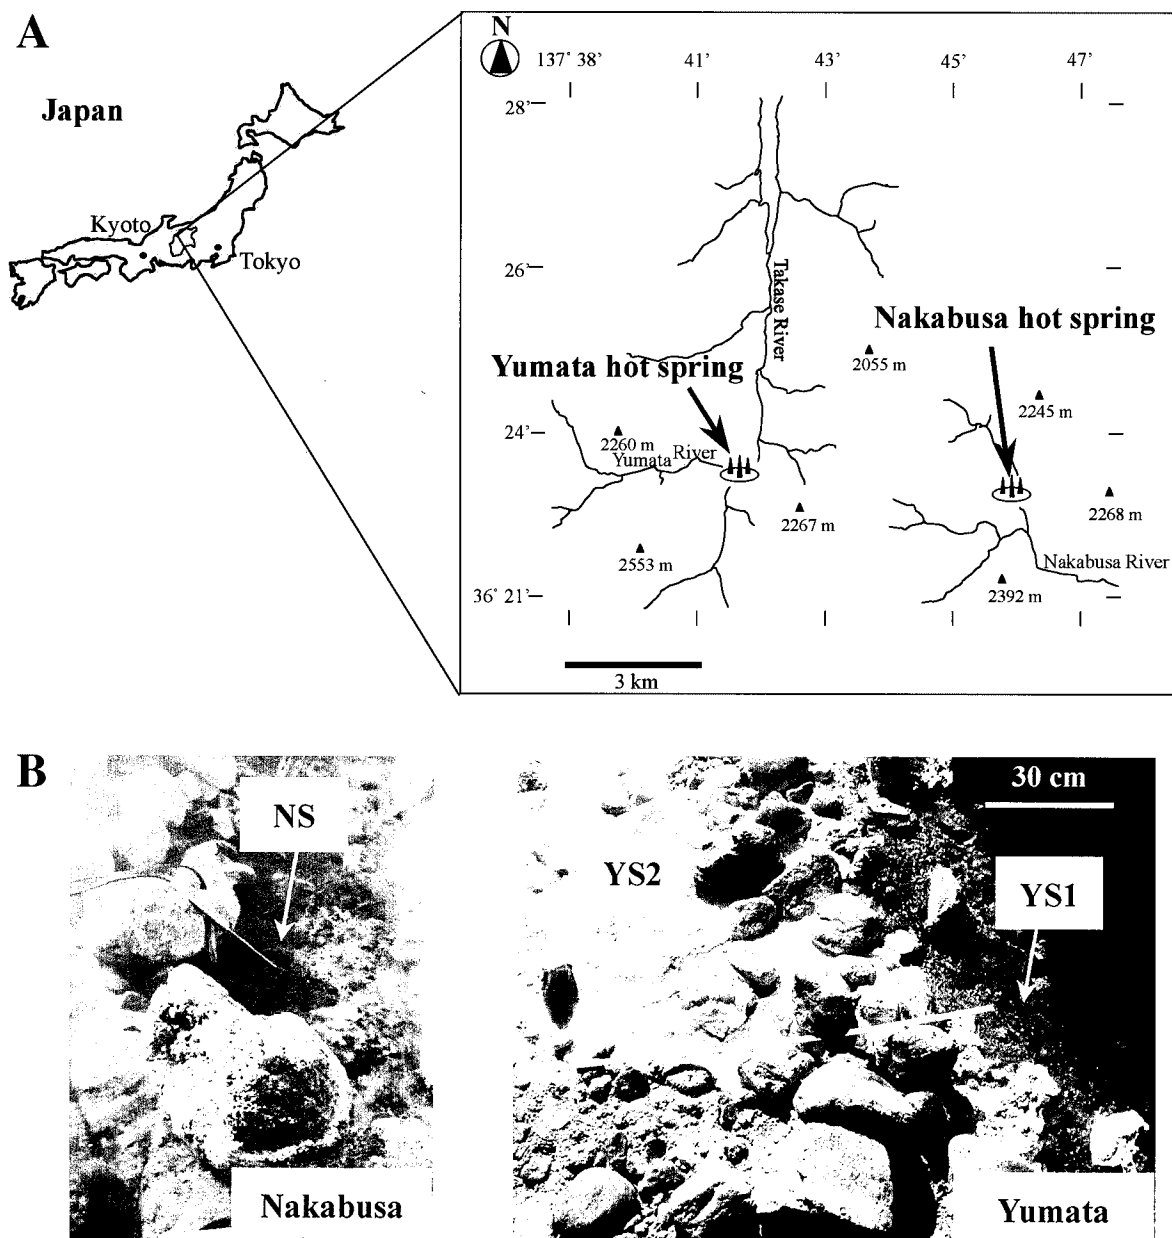 A
Japan
Kyoto
Tokyo
N
137° 38' 41' 43' 45' 47'
28'
26'
24'
36° 21'
Takase River
Nakabusa hot spring
Yumata hot spring
2055 m
2245 m
2260 m
Yumata River
2267 m
2268 m
2553 m
Nakabusa River
2392 m
3 km
B
NS
Nakabusa
30 cm
YS2
YS1
Yumata